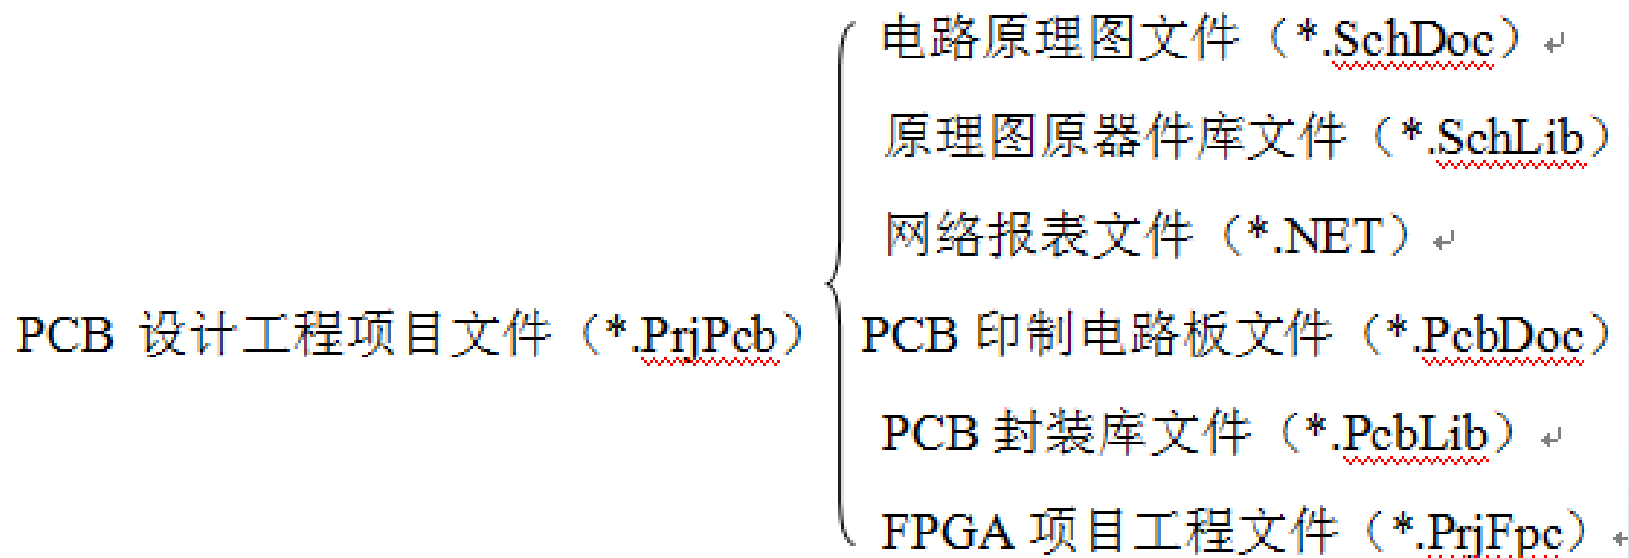 电路原理图文件（*.SchDoc）
原理图原器件库文件（*.SchLib）
网络报表文件（*.NET）
PCB 设计工程项目文件（*.PrjPcb）
PCB 印制电路板文件（*.PcbDoc）
PCB 封装库文件（*.PcbLib）
FPGA 项目工程文件（*.PrjFpc）